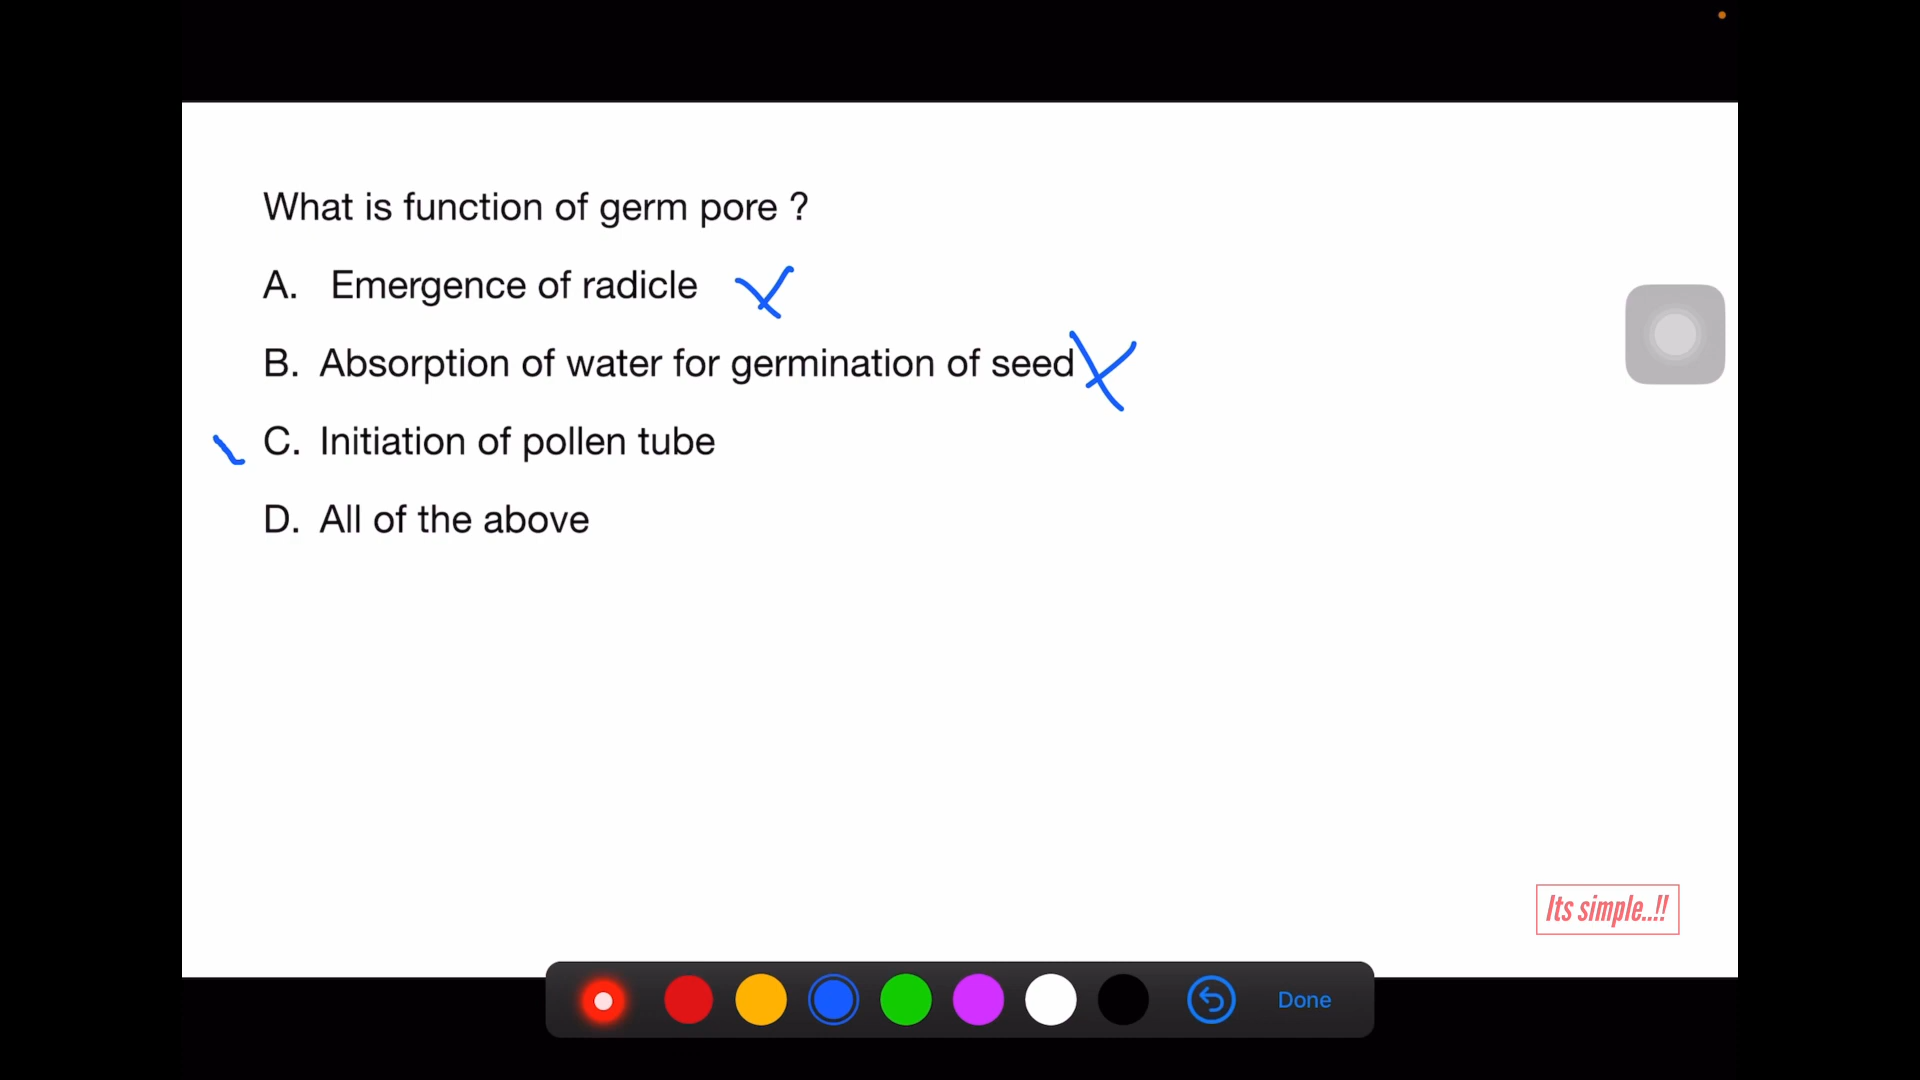 What is function of germ pore ?
A. Emergence of radicle
B. Absorption of water for germination of seed
C. Initiation of pollen tube
D. All of the above
Its simple..!!
Done